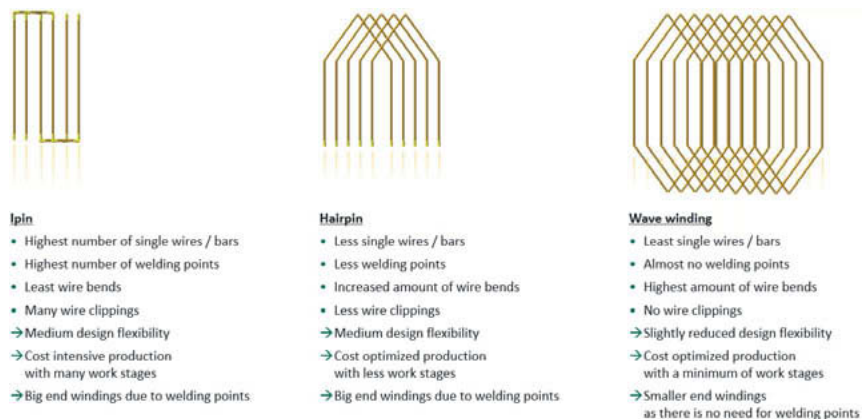 Ipin
• Highest number of single wires / bars
• Highest number of welding points
• Least wire bends
• Many wire clippings
→ Medium design flexibility
→ Cost intensive production
with many work stages
→ Big end windings due to welding points
Hairpin
• Less single wires / bars
• Less welding points
• Increased amount of wire bends
• Less wire clippings
→ Medium design flexibility
→ Cost optimized production
with less work stages
→ Big end windings due to welding points
Wave winding
• Least single wires / bars
• Almost no welding points
• Highest amount of wire bends
• No wire clippings
→ Slightly reduced design flexibility
→ Cost optimized production
with a minimum of work stages
→ Smaller end windings
as there is no need for welding points